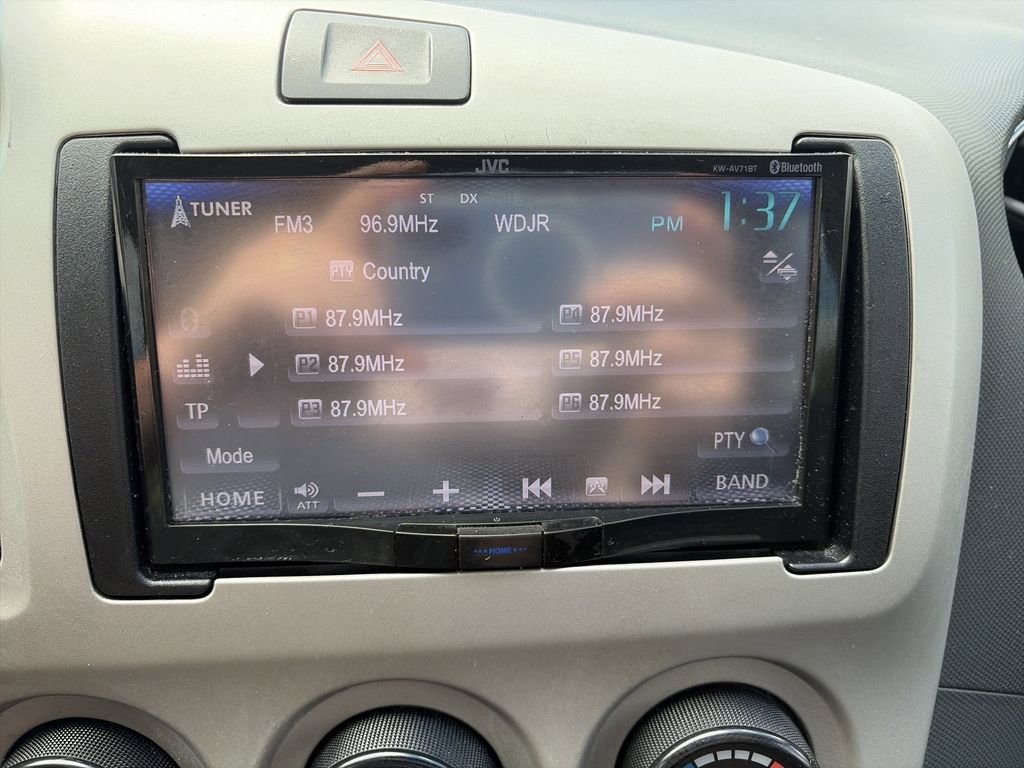 JVC
KW-AV71BT Bluetooth
TUNER
ST DX
FM3 96.9MHz WDJR PM 1:37
PTY Country
P1 87.9MHz P4 87.9MHz
P2 87.9MHz P5 87.9MHz
TP
P3 87.9MHz P6 87.9MHz
Mode
PTY
HOME
ATT
BAND
HOME